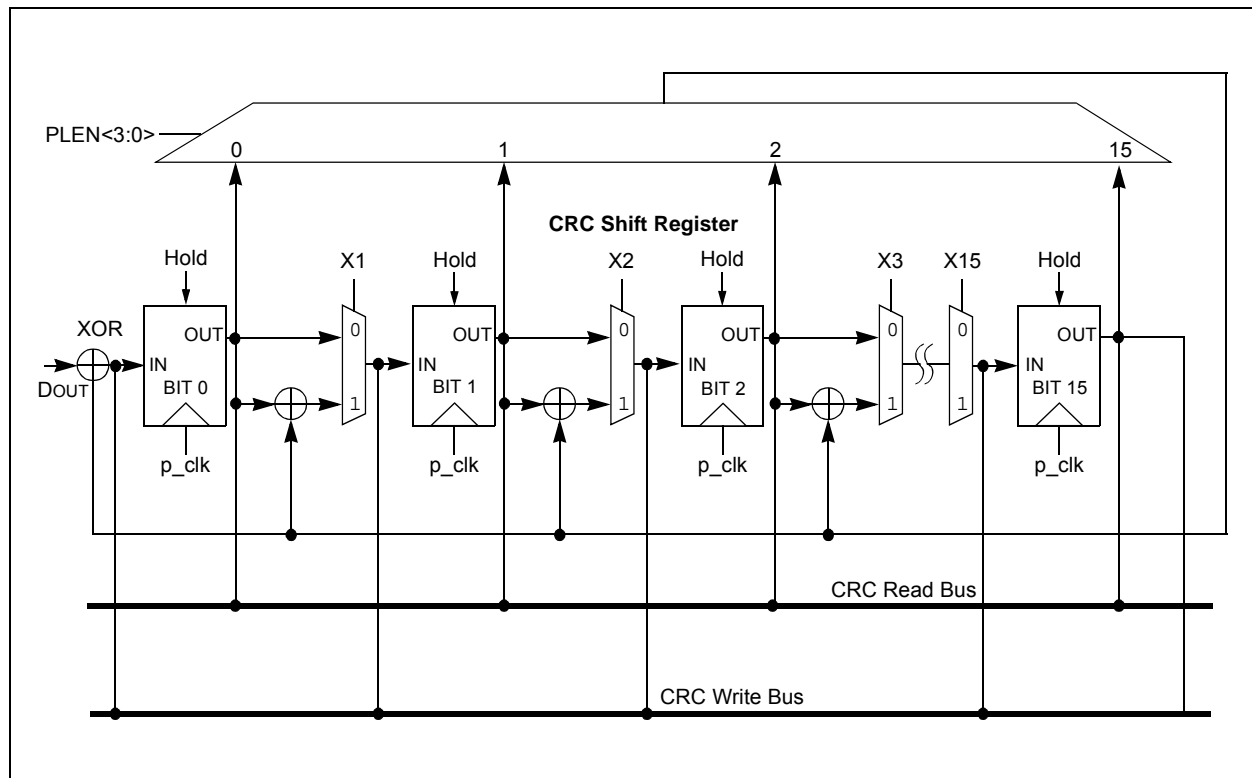 PLEN<3:0>
0 1 2 15
CRC Shift Register
Hold X1 Hold X2 Hold X3 X15 Hold
XOR
OUT 0 OUT 0 OUT 0 0 OUT
IN IN IN IN
DOUT
BIT 0 1 BIT 1 1 BIT 2 1 1 BIT 15
p_clk p_clk p_clk p_clk
CRC Read Bus
CRC Write Bus